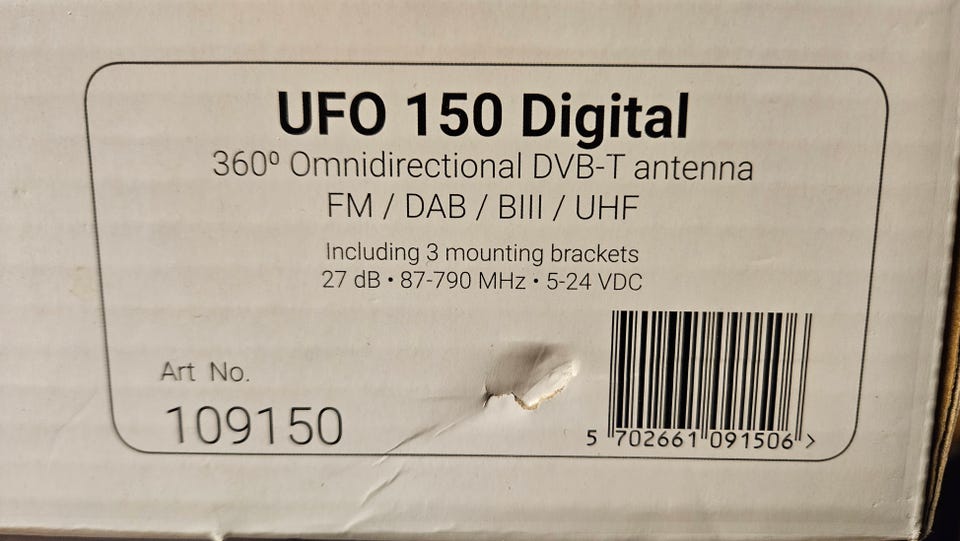 UFO 150 Digital
360º Omnidirectional DVB-T antenna
FM / DAB / BIII / UHF
Including 3 mounting brackets
27 dB • 87-790 MHz • 5-24 VDC
Art No.
109150
5 702661 091506 >